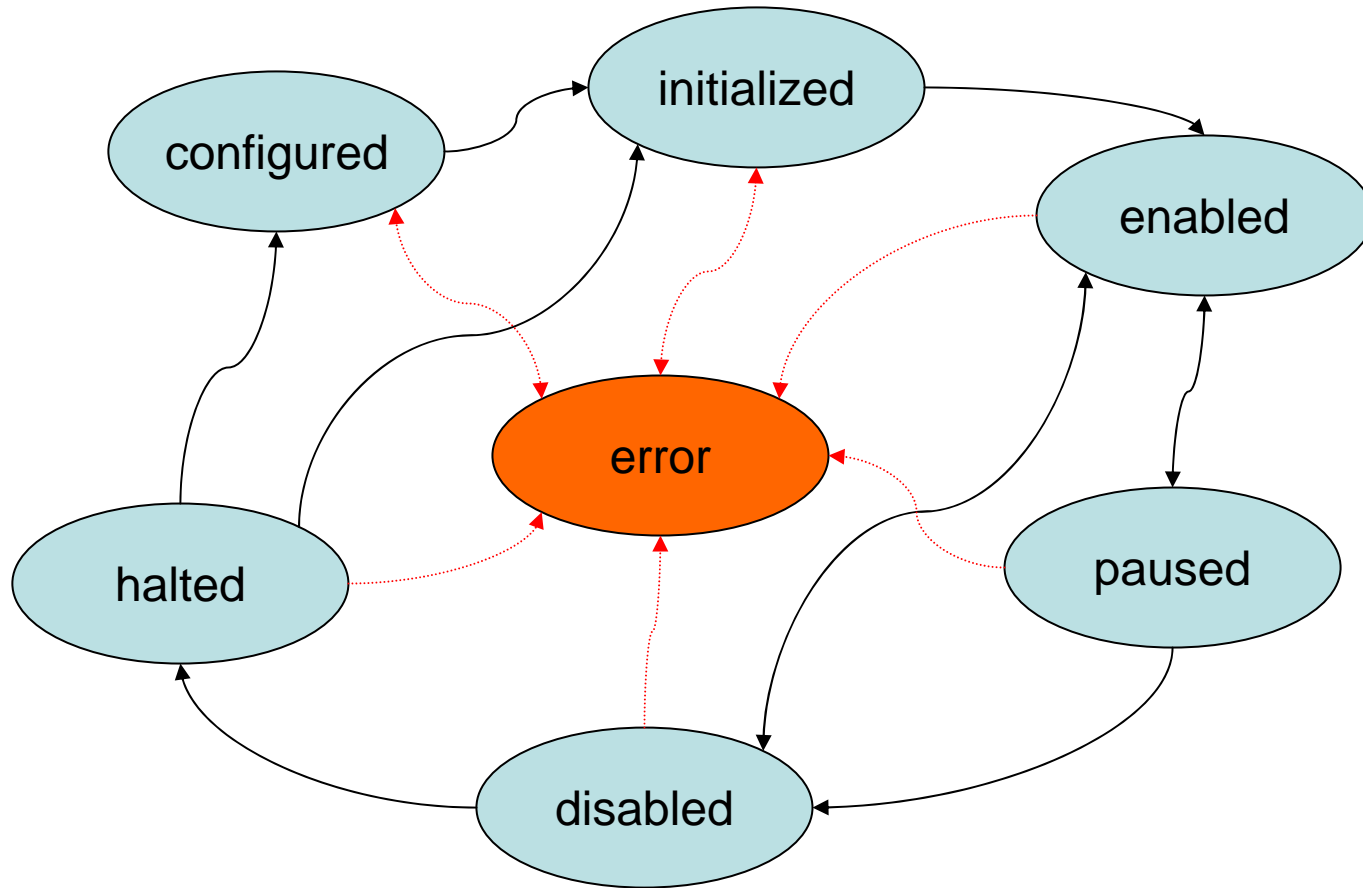 initialized
configured
enabled
error
paused
halted
disabled